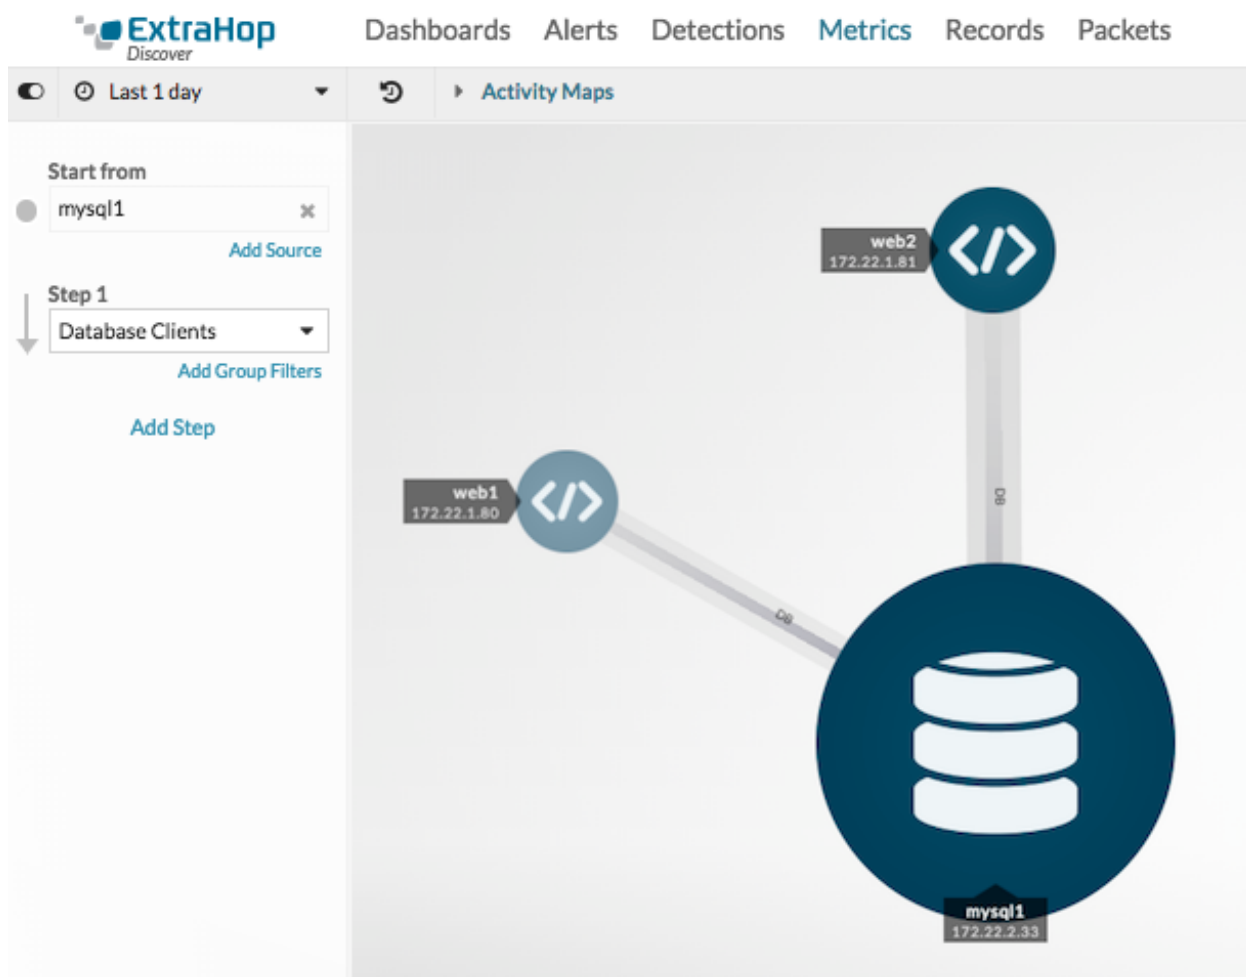 ExtraHop
Discover
Dashboards Alerts Detections Metrics Records Packets
Last 1 day
Activity Maps
Start from
mysql1
Add Source
Step 1
Database Clients
Add Group Filters
Add Step
web2
172.22.1.81
web1
172.22.1.80
DB
DB
mysql1
172.22.2.33